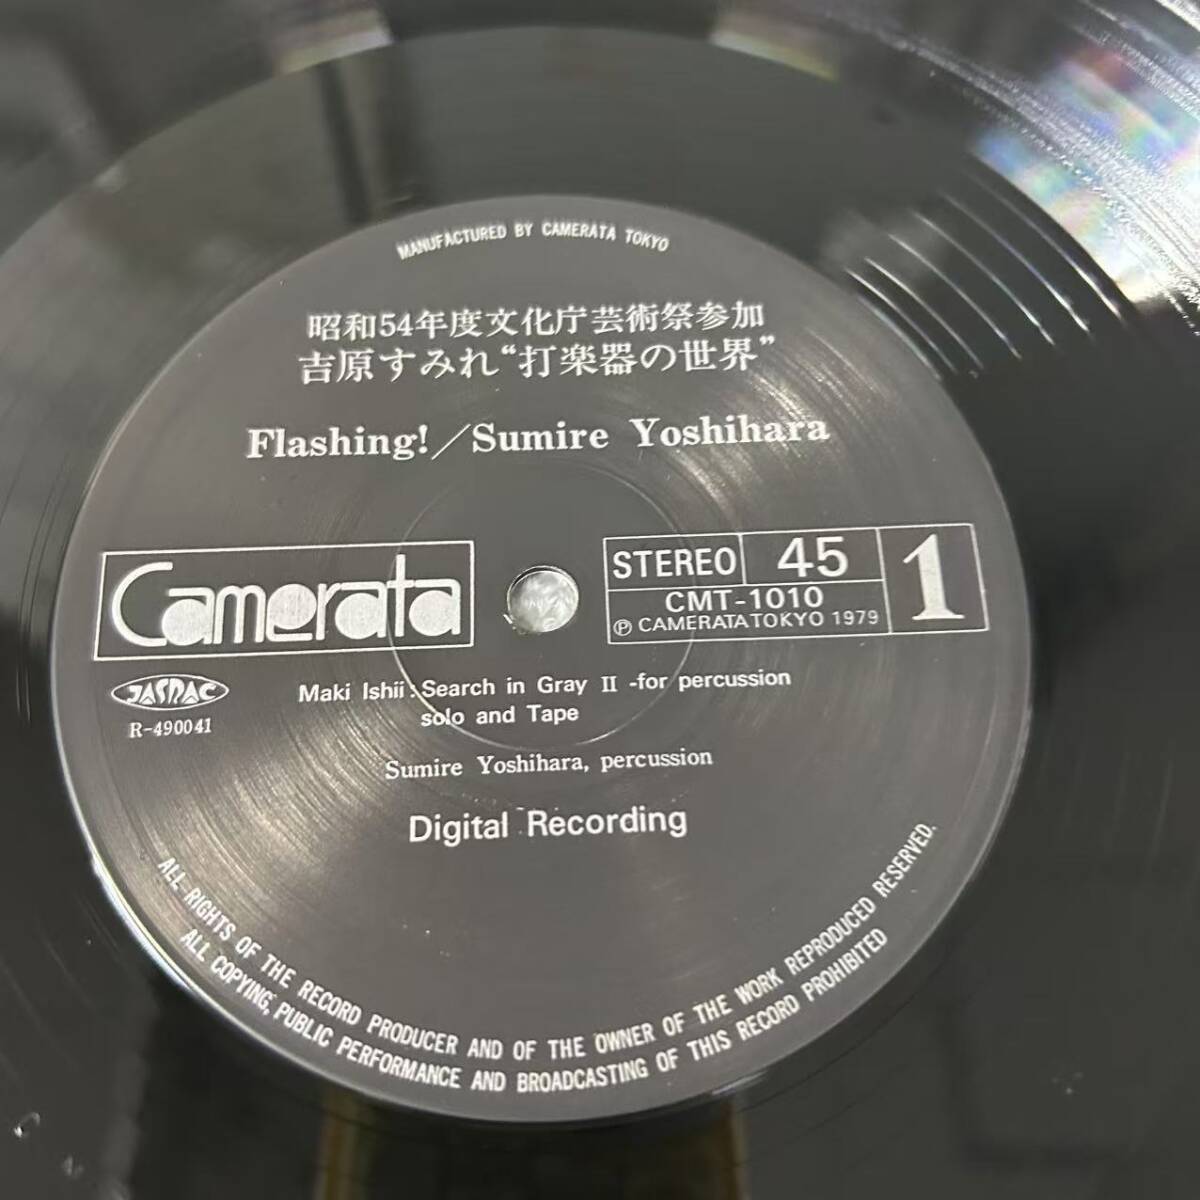 MANUFACTURED BY CAMERATA TOKYO
昭和54年度文化庁芸術祭参加
吉原すみれ“打楽器の世界”
Flashing!／Sumire Yoshihara
Camerata
STEREO 45 1
CMT-1010
Ⓟ CAMERATA TOKYO 1979
JASRAC
R-490041
Maki Ishii : Search in Gray II -for percussion
solo and Tape
Sumire Yoshihara, percussion
Digital Recording
ALL RIGHTS OF THE RECORD PRODUCER AND OF THE OWNER OF THE WORK REPRODUCED RESERVED.
ALL COPYING, PUBLIC PERFORMANCE AND BROADCASTING OF THIS RECORD PROHIBITED